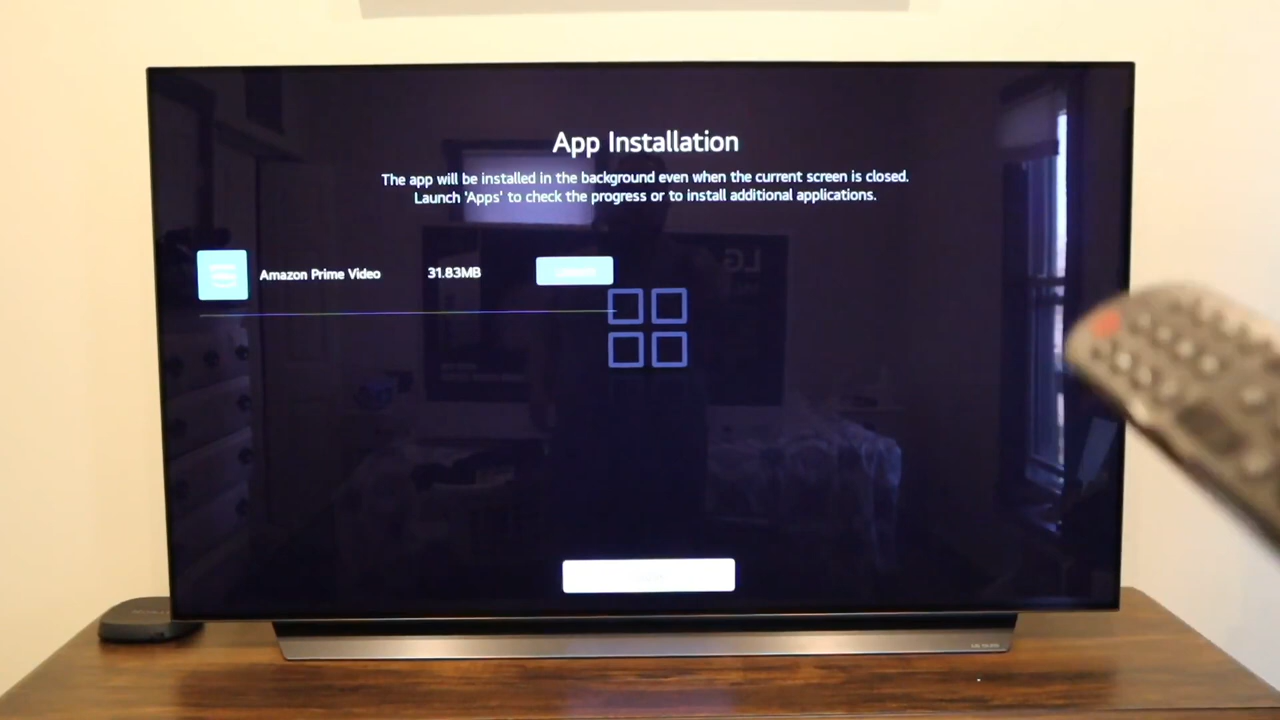 App Installation
The app will be installed in the background even when the current screen is closed.
Launch 'Apps' to check the progress or to install additional applications.
Amazon Prime Video 31.83MB